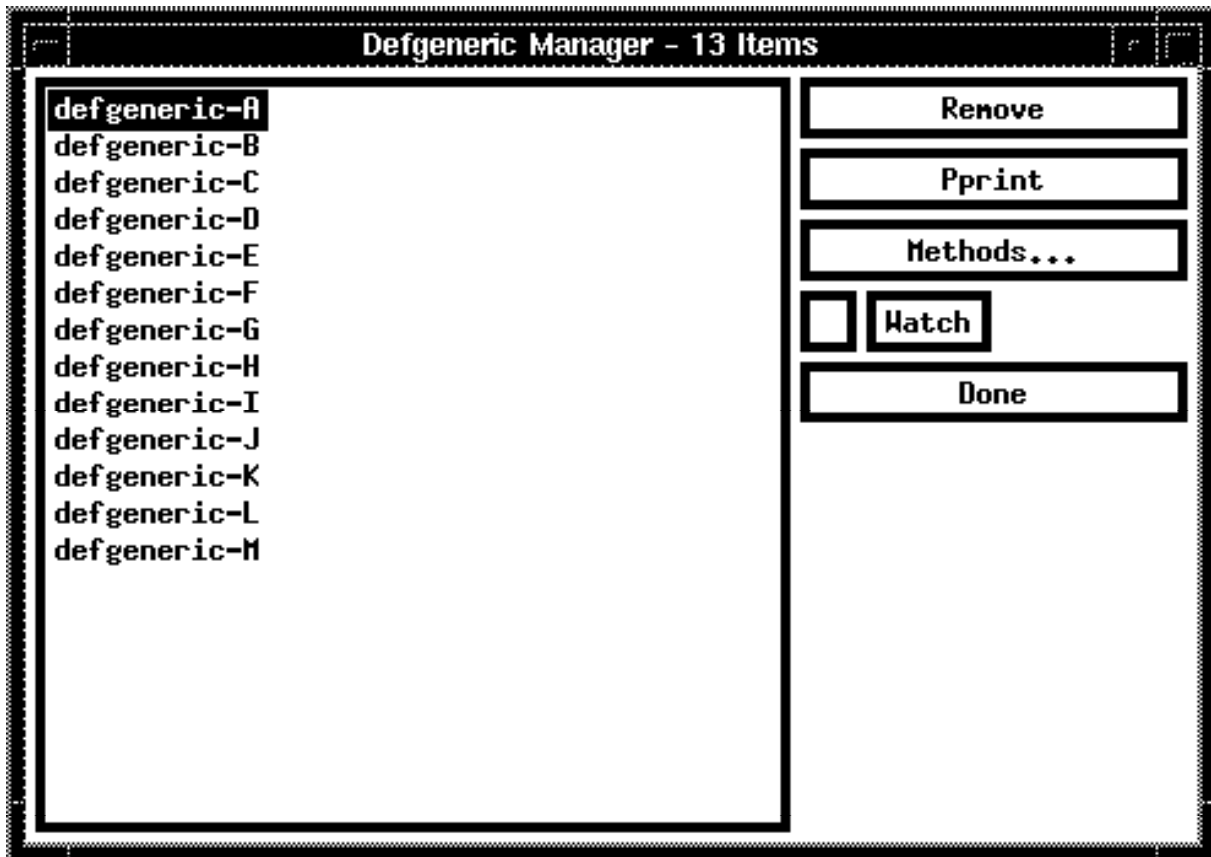 Defgeneric Manager - 13 Items
defgeneric-A
defgeneric-B
defgeneric-C
defgeneric-D
defgeneric-E
defgeneric-F
defgeneric-G
defgeneric-H
defgeneric-I
defgeneric-J
defgeneric-K
defgeneric-L
defgeneric-M
Remove
Pprint
Methods...
Watch
Done